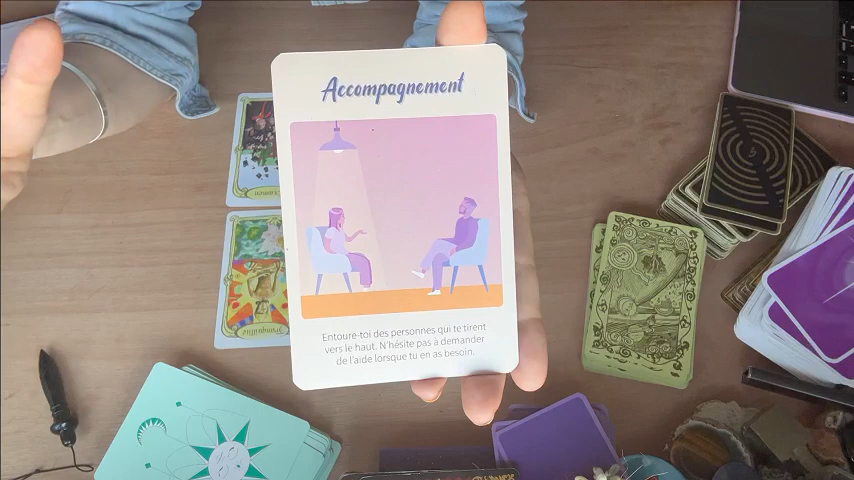 Accompagnement
Entoure-toi des personnes qui te tirent
vers le haut. N'hésite pas à demander
de l'aide lorsque tu en as besoin.
Tranquillité